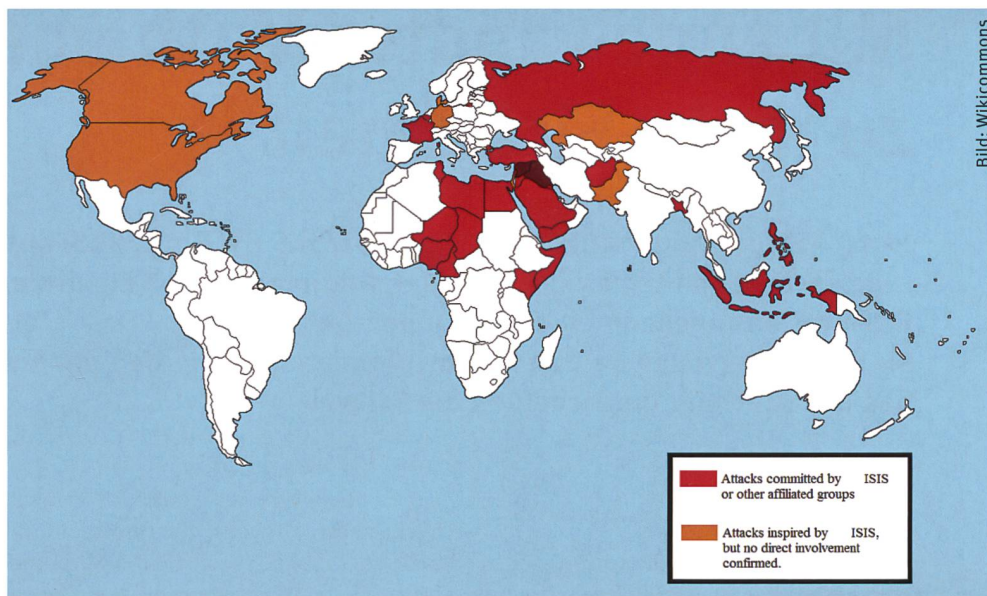 Bild: Wikicommons
Attacks committed by ISIS
or other affiliated groups
Attacks inspired by ISIS,
but no direct involvement
confirmed.